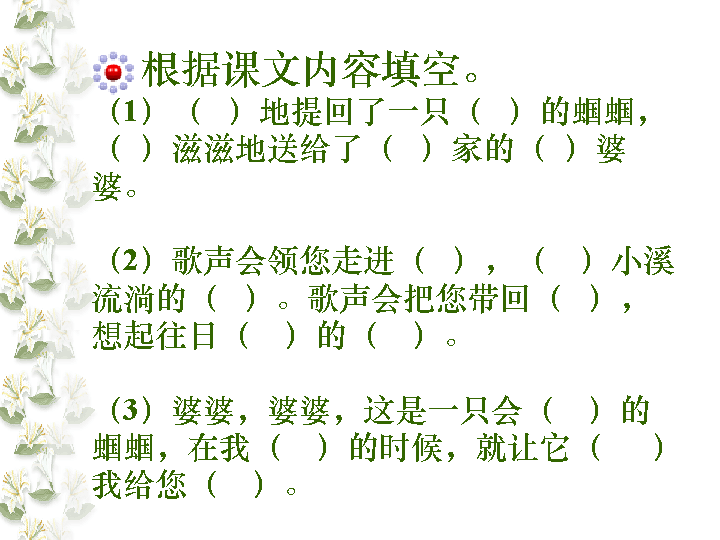 根据课文内容填空。
（1）（  ）地提回了一只（  ）的蝈蝈，
（ ）滋滋地送给了（  ）家的（ ）婆
婆。
（2）歌声会领您走进（  ），（   ）小溪
流淌的（  ）。歌声会把您带回（  ），
想起往日（   ）的（   ）。
（3）婆婆，婆婆，这是一只会（   ）的
蝈蝈，在我（   ）的时候，就让它（    ）
我给您（   ）。